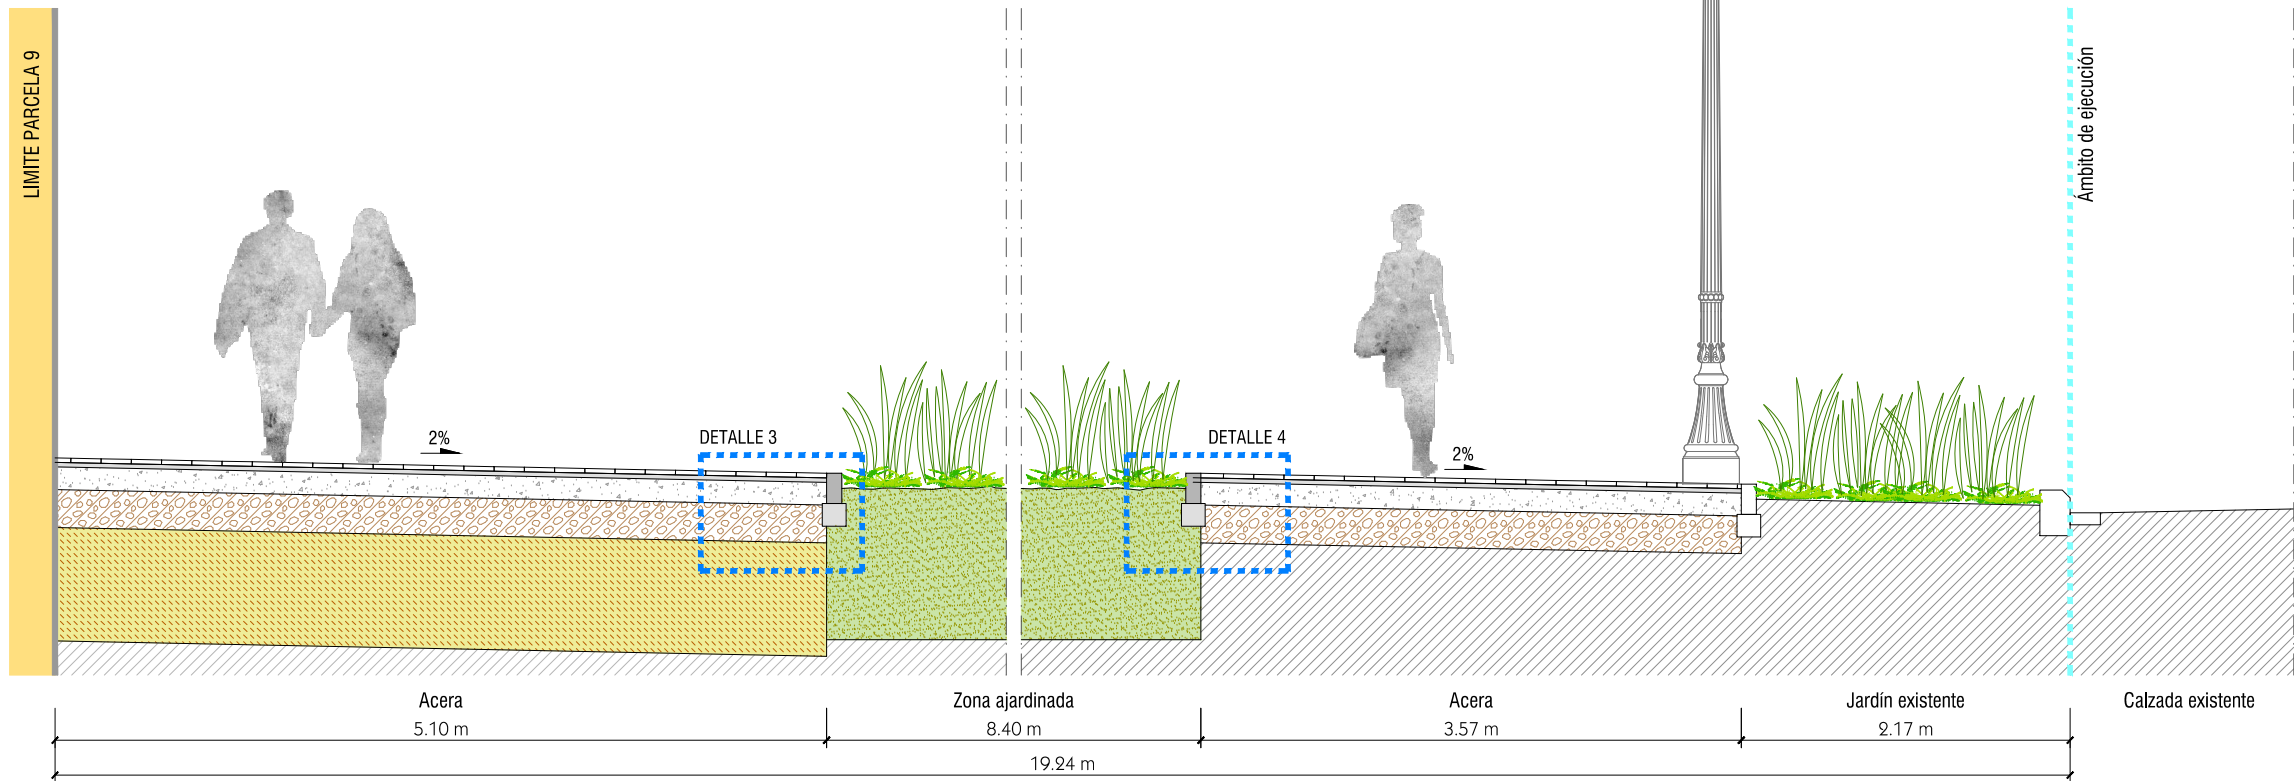 LIMITE PARCELA 9
Ámbito de ejecución
2%
DETALLE 3
DETALLE 4
2%
Acera
Zona ajardinada
Acera
Jardín existente
Calzada existente
5.10 m
8.40 m
3.57 m
2.17 m
19.24 m